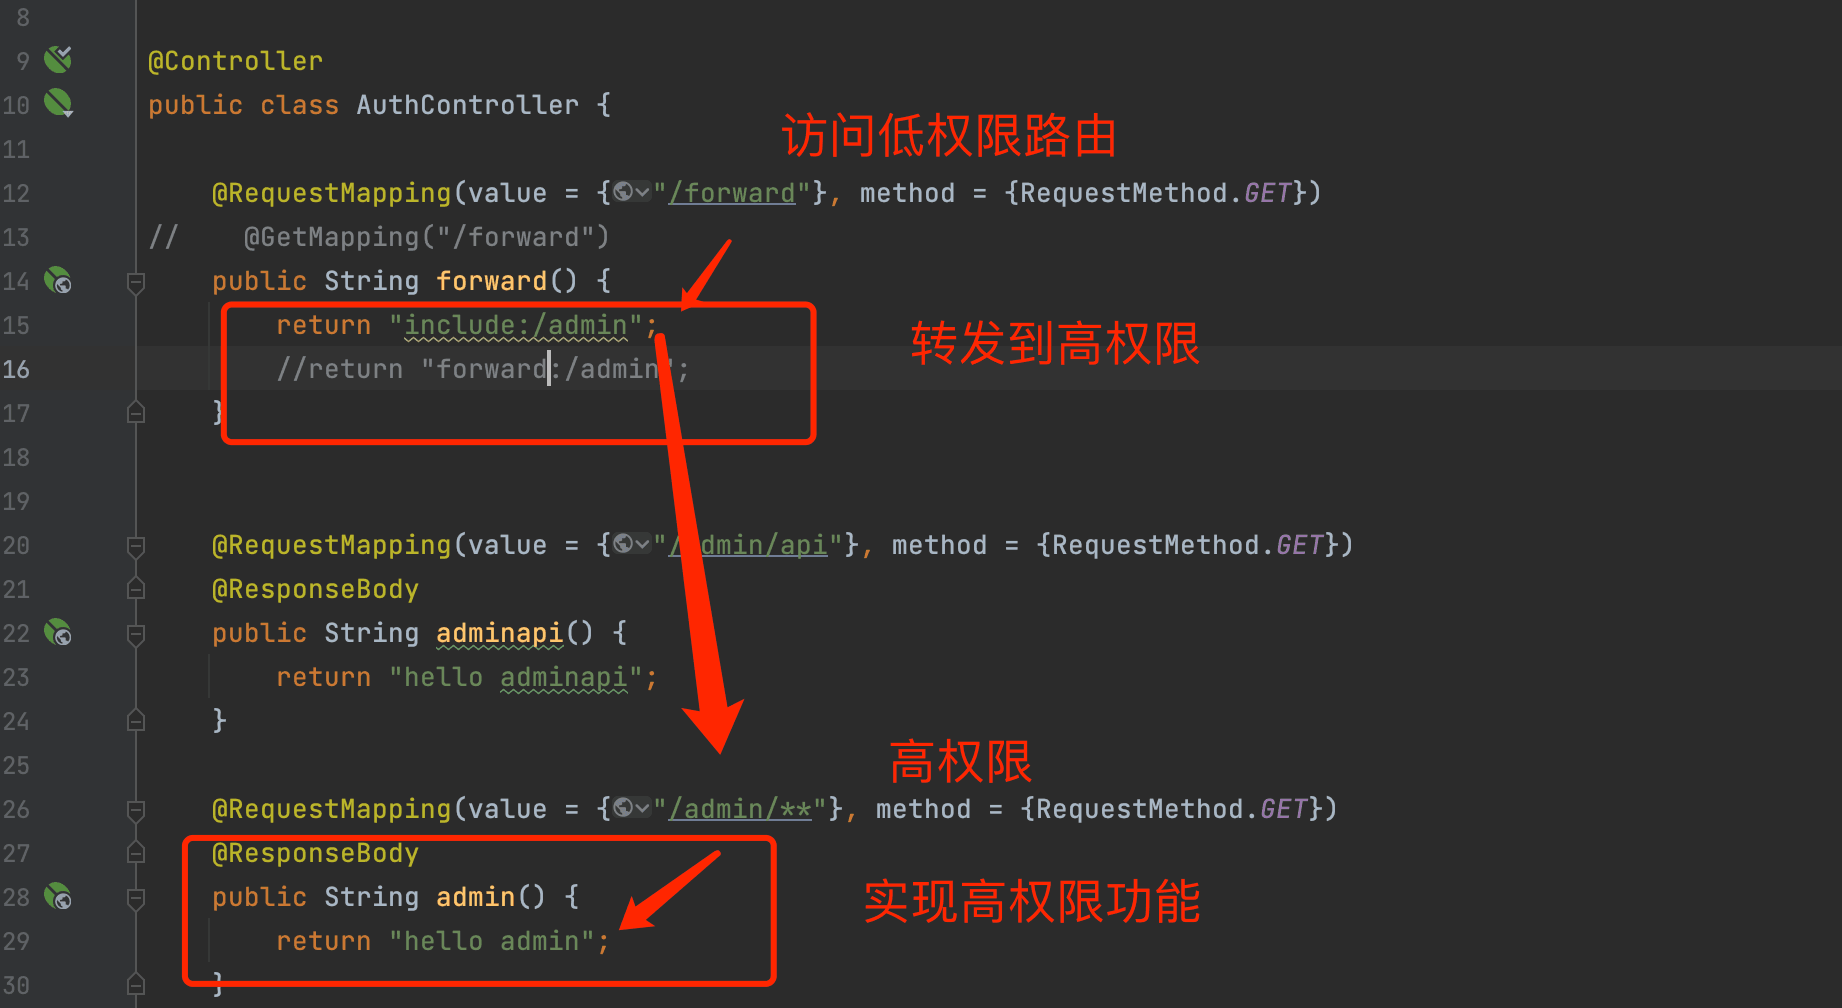 8
9 @Controller
10 public class AuthController {
访问低权限路由
11
12 @RequestMapping(value = {"/forward"}, method = {RequestMethod.GET})
13 // @GetMapping("/forward")
14 public String forward() {
15 return "include:/admin";
转发到高权限
16 //return "forward:/admin";
17 }
18
19
20 @RequestMapping(value = {"/admin/api"}, method = {RequestMethod.GET})
21 @ResponseBody
22 public String adminapi() {
23 return "hello adminapi";
24 }
25
高权限
26 @RequestMapping(value = {"/admin/**"}, method = {RequestMethod.GET})
27 @ResponseBody
28 public String admin() {
实现高权限功能
29 return "hello admin";
30 }